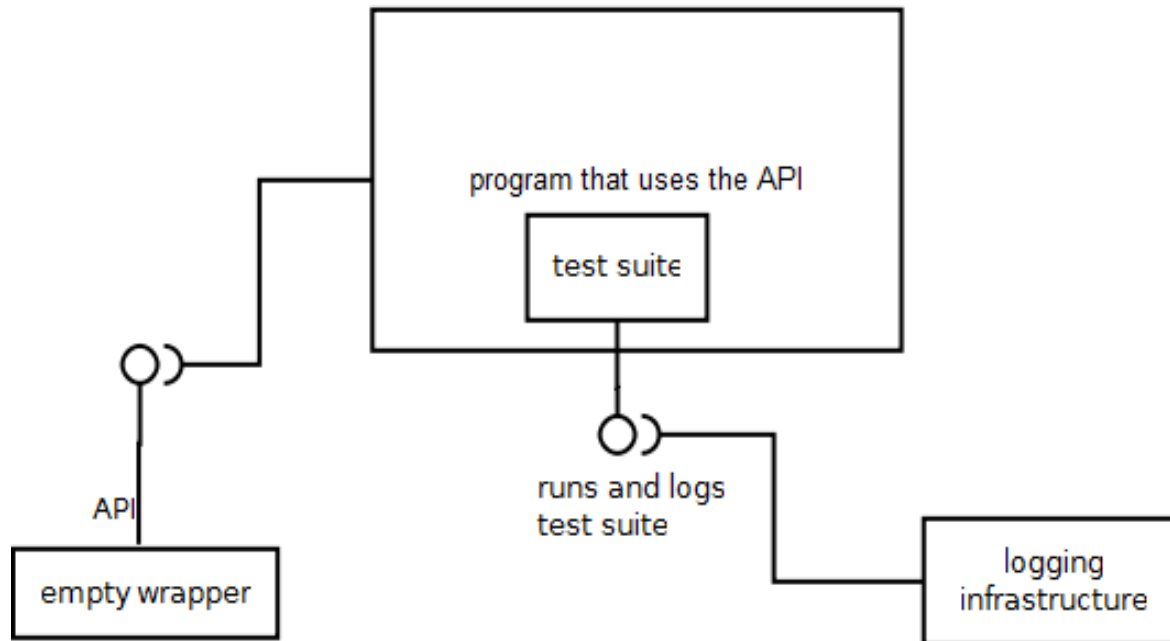 program that uses the API
test suite
runs and logs
test suite
API
empty wrapper
logging
infrastructure